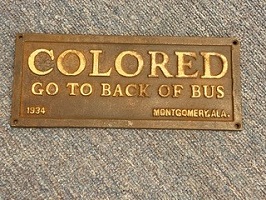 COLORED
GO TO BACK OF BUS
1934 MONTGOMERY, ALA.